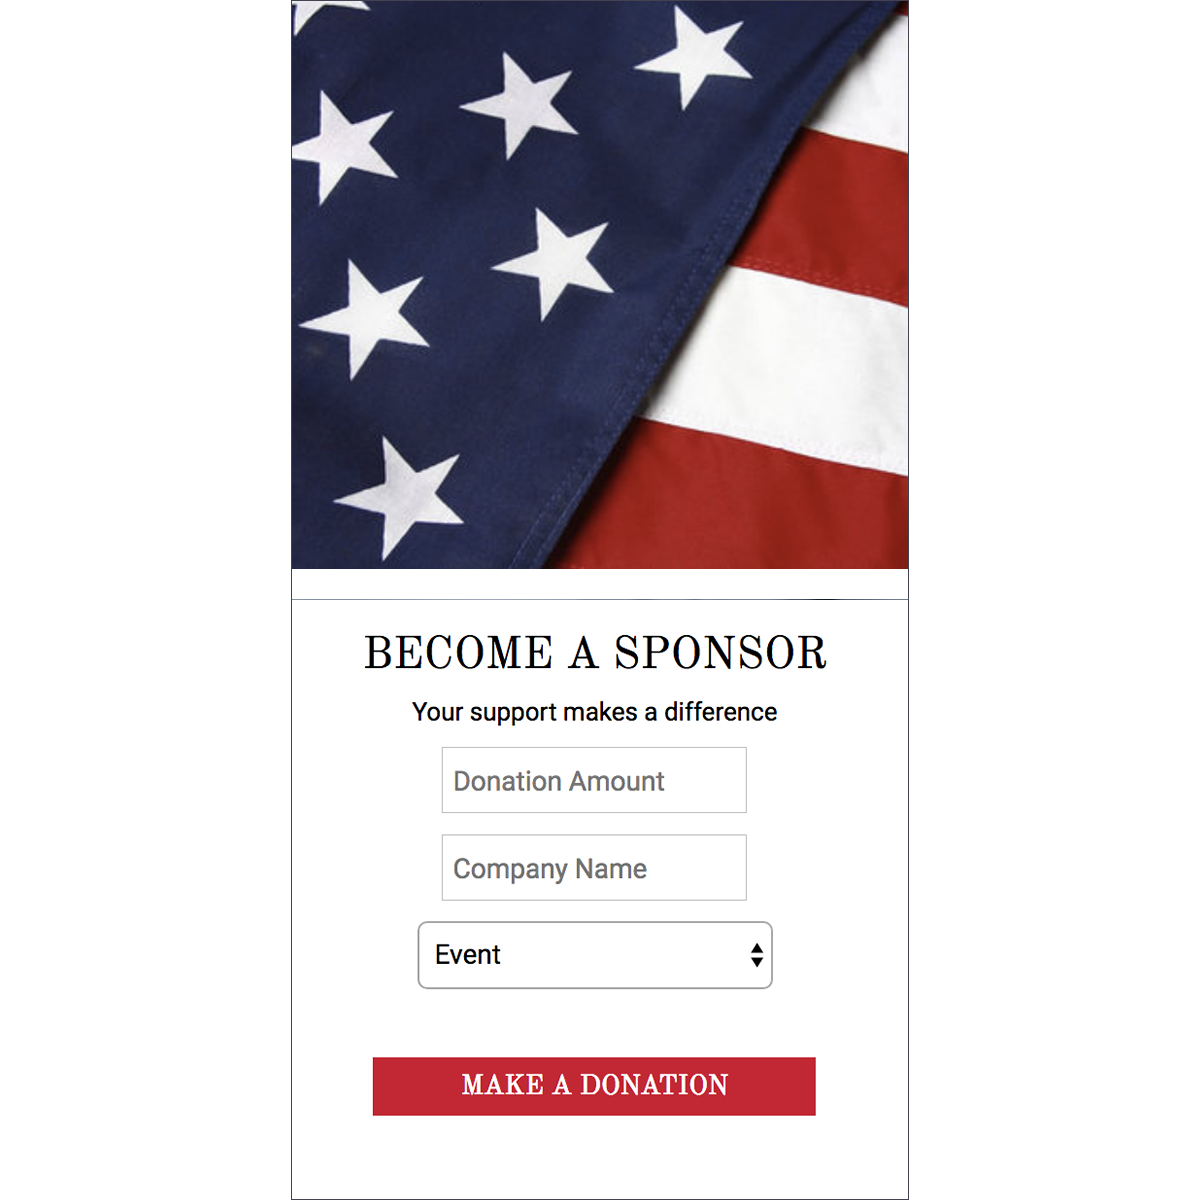 BECOME A SPONSOR
Your support makes a difference
Donation Amount
Company Name
Event
MAKE A DONATION